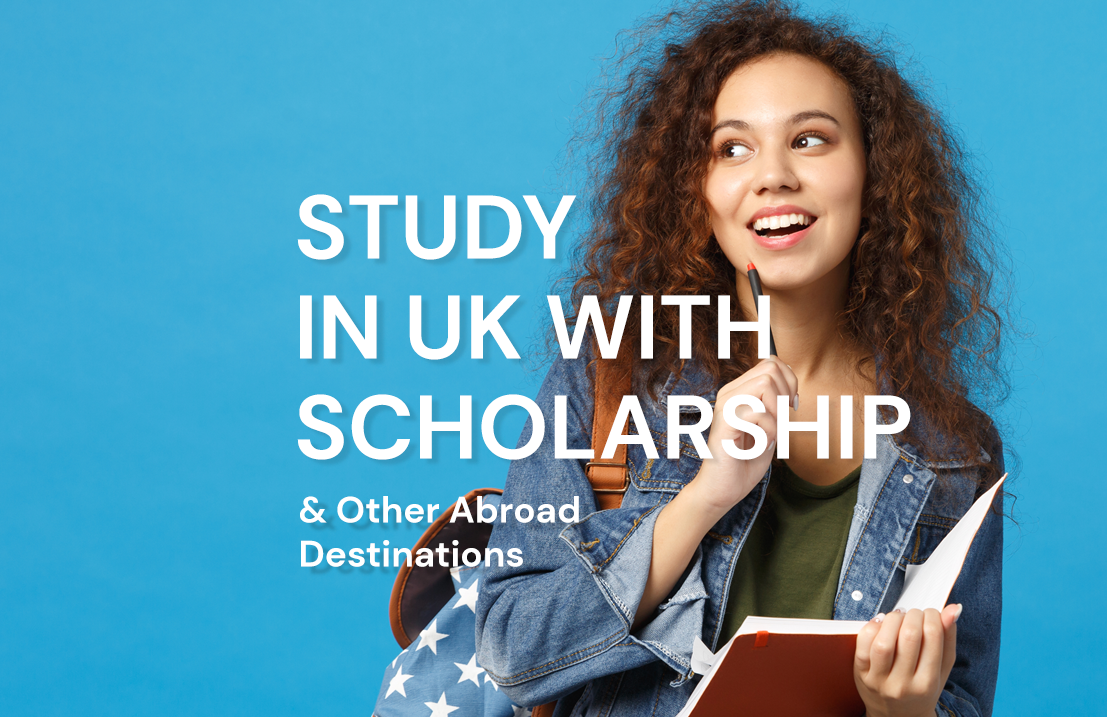 STUDY
IN UK WITH
SCHOLARSHIP
& Other Abroad
Destinations